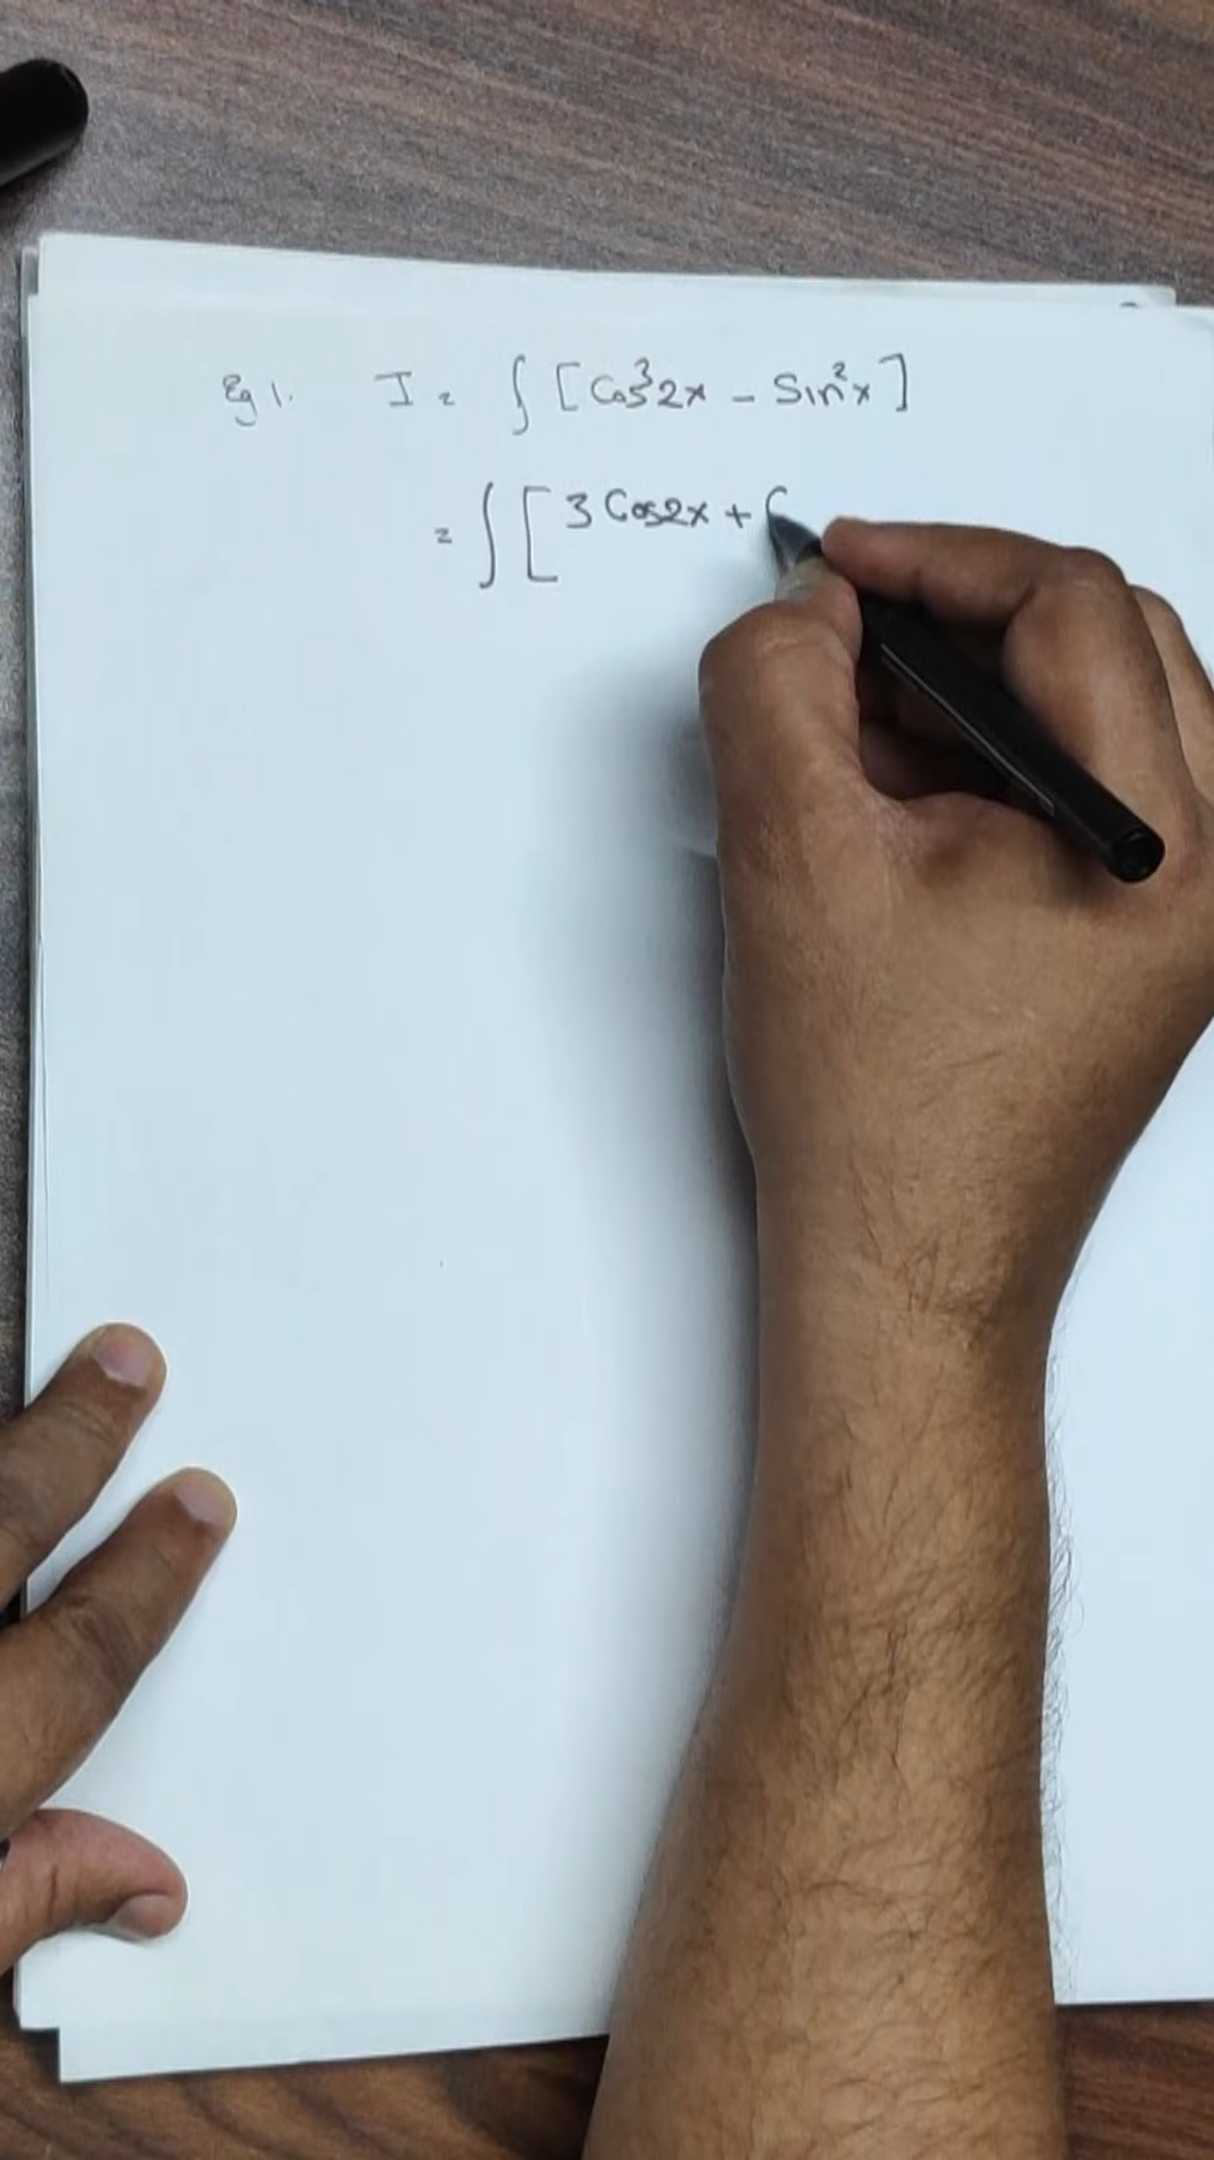 Eg 1. I = ∫ [Cos³2x - Sin²x]
= ∫ [3 Cos2x + C